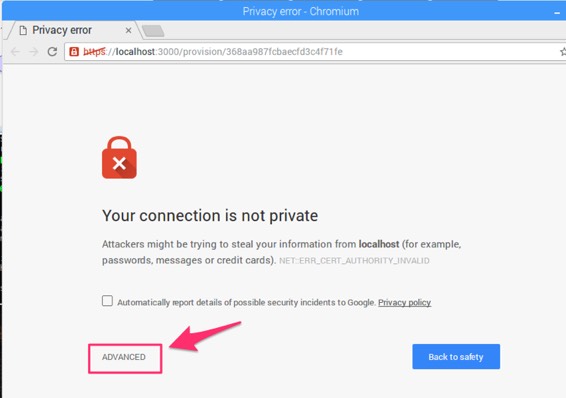 Privacy error - Chromium
Privacy error
https://localhost:3000/provision/368aa987fcbaecfd3c4f71fe
Your connection is not private
Attackers might be trying to steal your information from localhost (for example,
passwords, messages or credit cards). NET::ERR_CERT_AUTHORITY_INVALID
Automatically report details of possible security incidents to Google. Privacy policy
ADVANCED
Back to safety